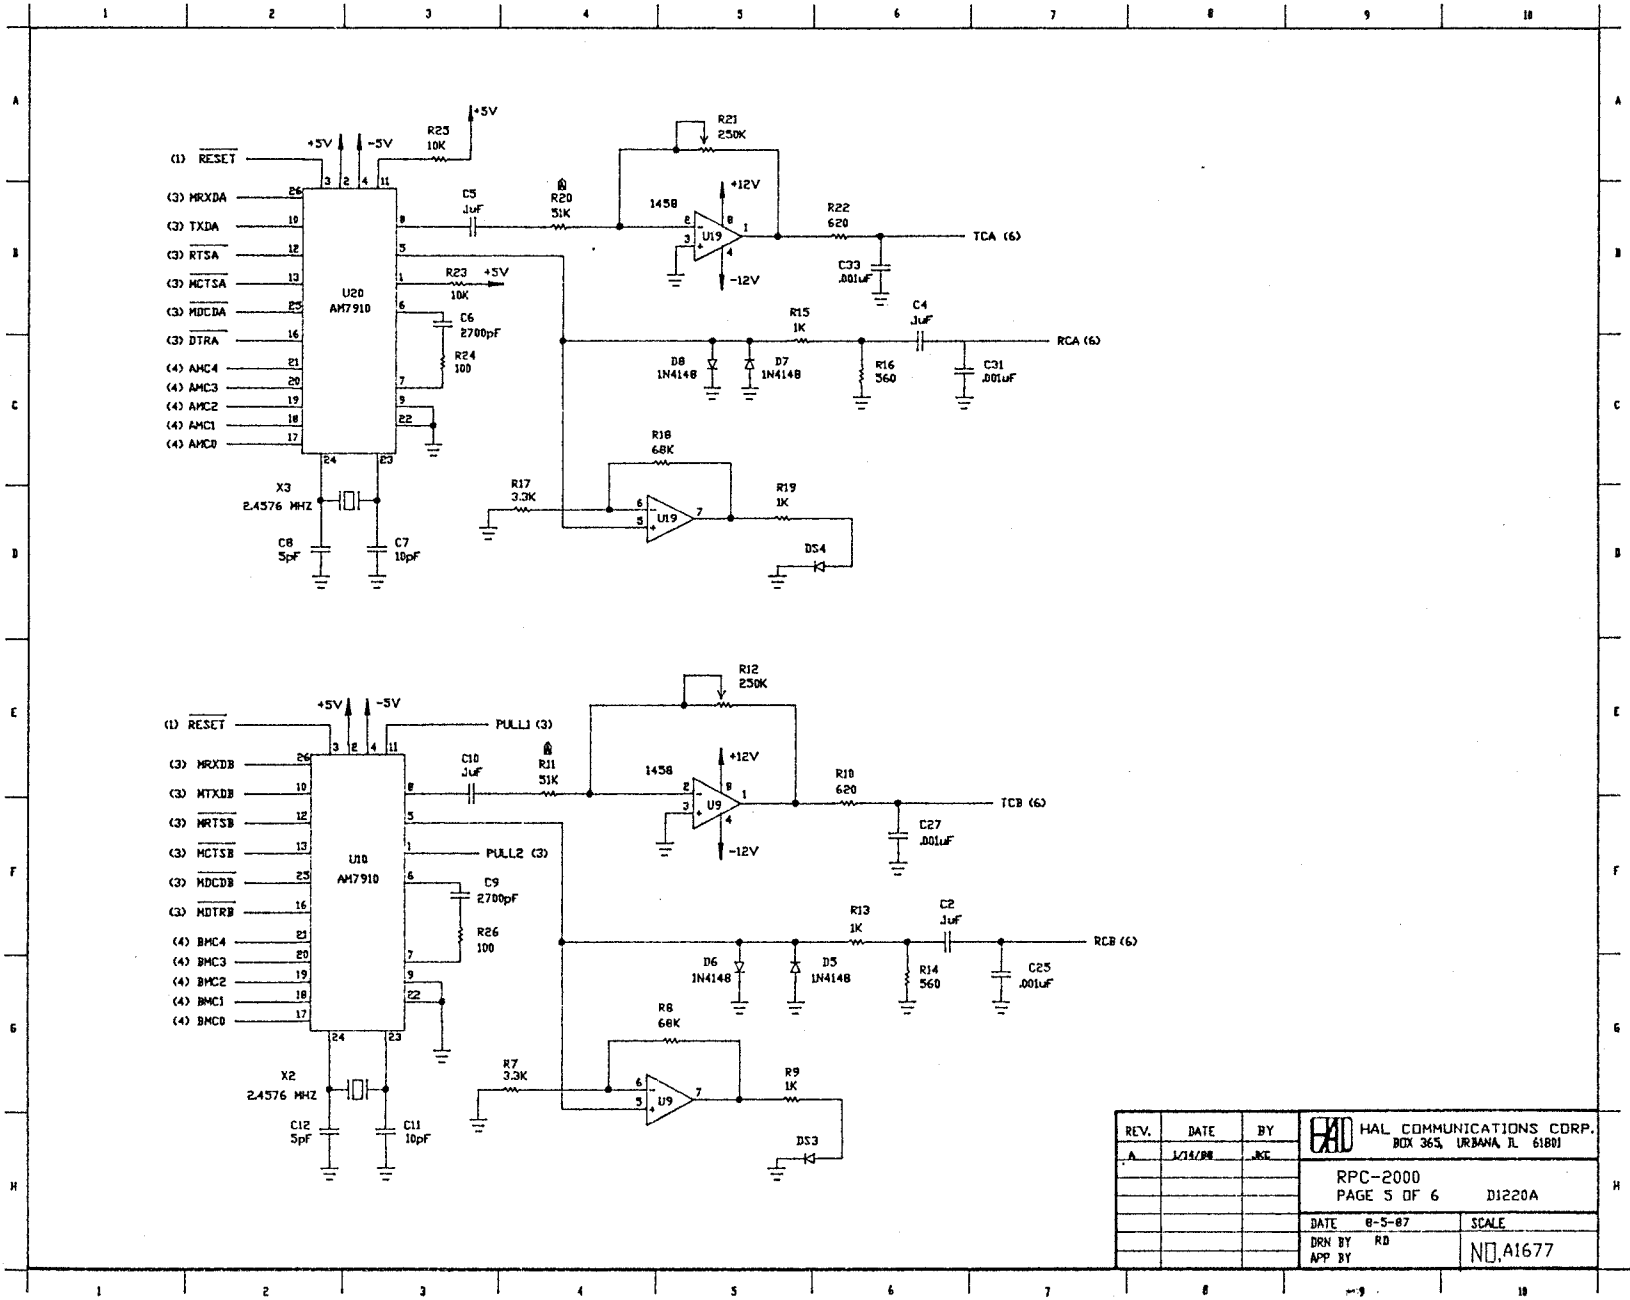 1 2 3 4 5 6 7 8 9 10
A A
B B
C C
D D
E E
F F
G G
H H
+5V
R25
10K
+5V -5V
(1) RESET
3 2 4 11
R21
250K
(3) MRXDA 26
(3) TXDA 10
(3) RTSA 12
(3) MCTSA 13
(3) MDCDA 25
(3) DTRA 16
(4) AMC4 21
(4) AMC3 20
(4) AMC2 19
(4) AMC1 18
(4) AMC0 17
U20
AM7910
8
5
1
6
7
9
22
24 23
C5
.1uF
A
R20
51K
1458
+12V
2
3
8
U19
1
4
-12V
R22
620
TCA (6)
C33
.001uF
R23 +5V
10K
C6
2700pF
R24
100
R15
1K
C4
.1uF
RCA (6)
D8
1N4148
D7
1N4148
R16
560
C31
.001uF
R18
68K
R17
3.3K
6
5
U19
7
R19
1K
DS4
X3
2.4576 MHZ
C8
5pF
C7
10pF
R12
250K
+5V -5V
(1) RESET
PULL1 (3)
3 2 4 11
(3) MRXDB 26
(3) MTXDB 10
(3) MRTSB 12
(3) MCTSB 13
(3) MDCDB 25
(3) MDTRB 16
(4) BMC4 21
(4) BMC3 20
(4) BMC2 19
(4) BMC1 18
(4) BMC0 17
U10
AM7910
8
5
1
6
7
9
22
24 23
C10
.1uF
A
R11
51K
1458
+12V
2
3
8
U9
1
4
-12V
R10
620
TCB (6)
C27
.001uF
PULL2 (3)
C9
2700pF
R26
100
R13
1K
C2
.1uF
RCB (6)
D6
1N4148
D5
1N4148
R14
560
C25
.001uF
R8
68K
R7
3.3K
6
5
U9
7
R9
1K
DS3
X2
2.4576 MHZ
C12
5pF
C11
10pF
REV. DATE BY
A 1/14/88 JKC
HAL HAL COMMUNICATIONS CORP.
BOX 365, URBANA, IL 61801
RPC-2000
PAGE 5 OF 6 D1220A
DATE 8-5-87 SCALE
DRN BY RD
APP BY
NO. A1677
1 2 3 4 5 6 7 8 9 10